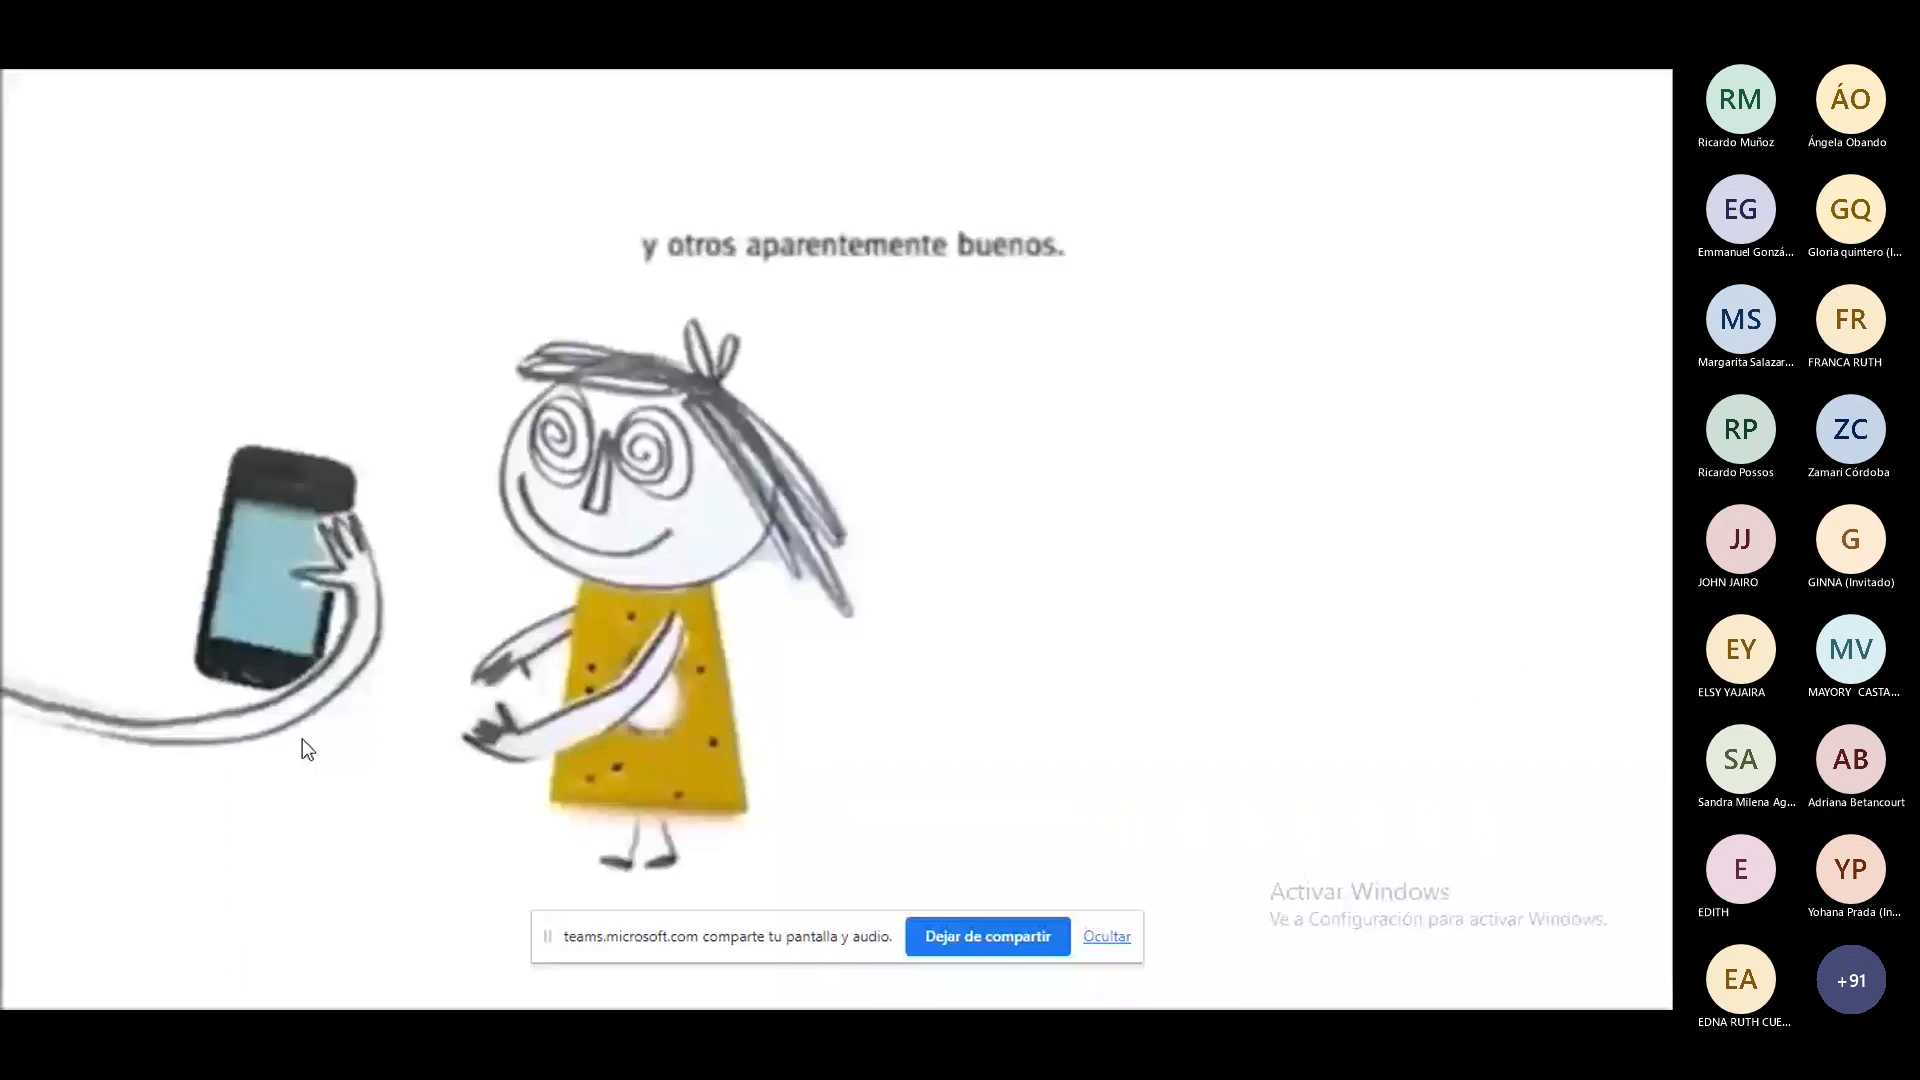 y otros aparentemente buenos.
Activar Windows
Ve a Configuración para activar Windows.
teams.microsoft.com comparte tu pantalla y audio.
Dejar de compartir
Ocultar
RM
Ricardo Muñoz
ÁO
Ángela Obando
EG
Emmanuel Gonzá...
GQ
Gloria quintero (I...
MS
Margarita Salazar...
FR
FRANCA RUTH
RP
Ricardo Possos
ZC
Zamari Córdoba
JJ
JOHN JAIRO
G
GINNA (Invitado)
EY
ELSY YAJAIRA
MV
MAYORY CASTA...
SA
Sandra Milena Ag...
AB
Adriana Betancourt
E
EDITH
YP
Yohana Prada (In...
EA
EDNA RUTH CUE...
+91